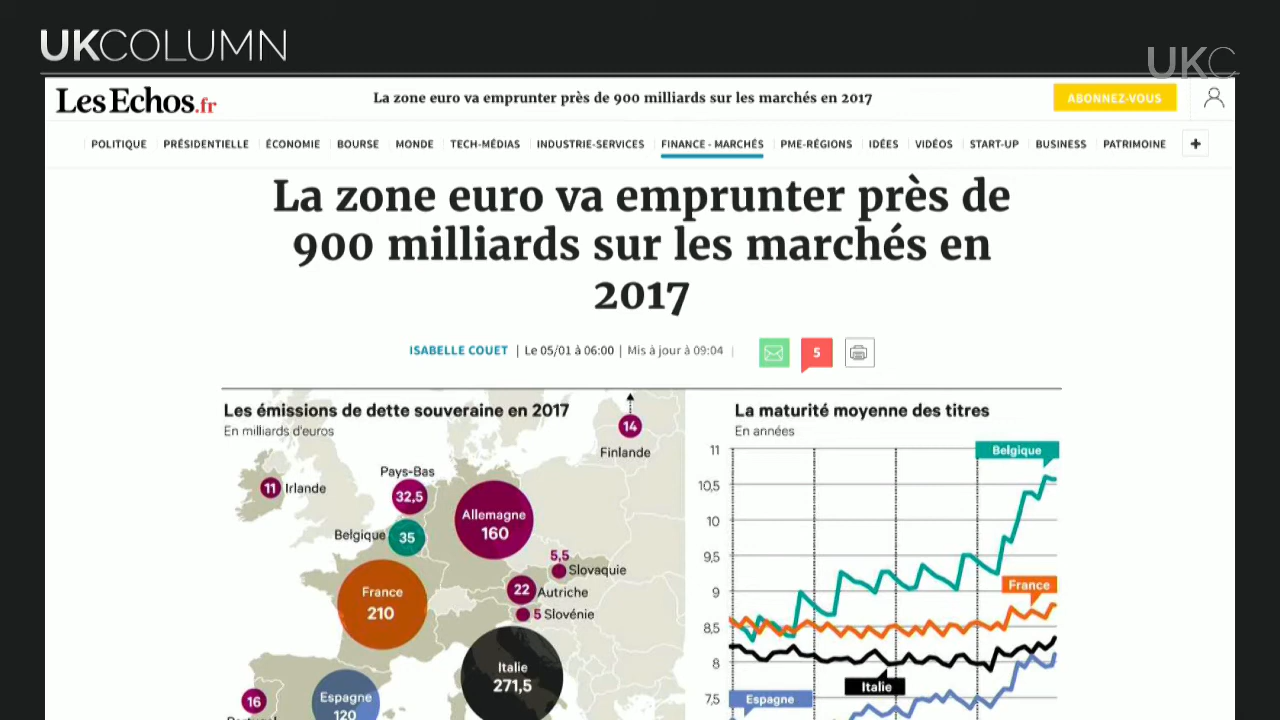 UKCOLUMN
UKC
LesEchos.fr
La zone euro va emprunter près de 900 milliards sur les marchés en 2017
ABONNEZ-VOUS
POLITIQUE PRÉSIDENTIELLE ÉCONOMIE BOURSE MONDE TECH-MÉDIAS INDUSTRIE-SERVICES FINANCE - MARCHÉS PME-RÉGIONS IDÉES VIDÉOS START-UP BUSINESS PATRIMOINE +
La zone euro va emprunter près de
900 milliards sur les marchés en
2017
ISABELLE COUET | Le 05/01 à 06:00 | Mis à jour à 09:04 |
5
Les émissions de dette souveraine en 2017
En milliards d'euros
14
Finlande
11 Irlande
Pays-Bas
32,5
Allemagne
160
Belgique 35
5,5
Slovaquie
France
210
22 Autriche
5 Slovénie
Italie
271,5
16
Portugal
Espagne
120
La maturité moyenne des titres
En années
11
10,5
10
9,5
9
8,5
8
7,5
Belgique
France
Italie
Espagne